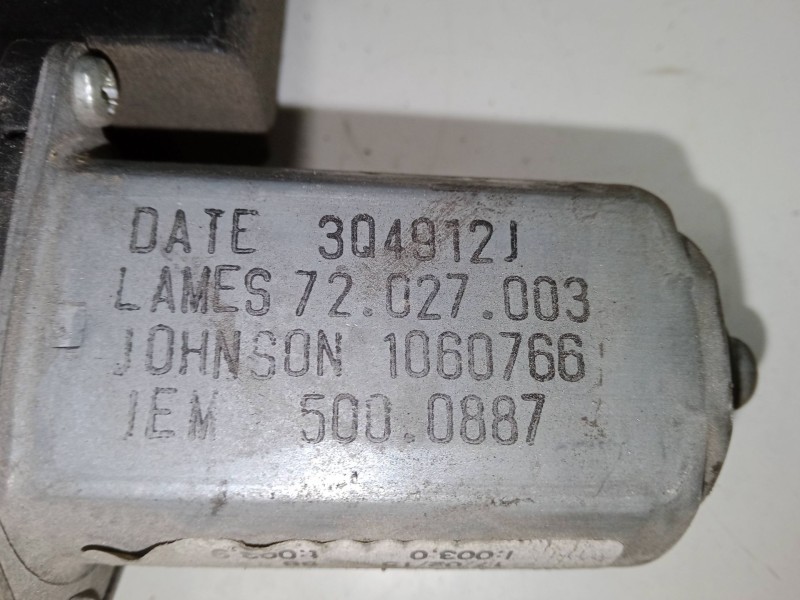 DATE 3Q4912J
LAMES 72.027.003
JOHNSON 1060766
IEM 500.0887